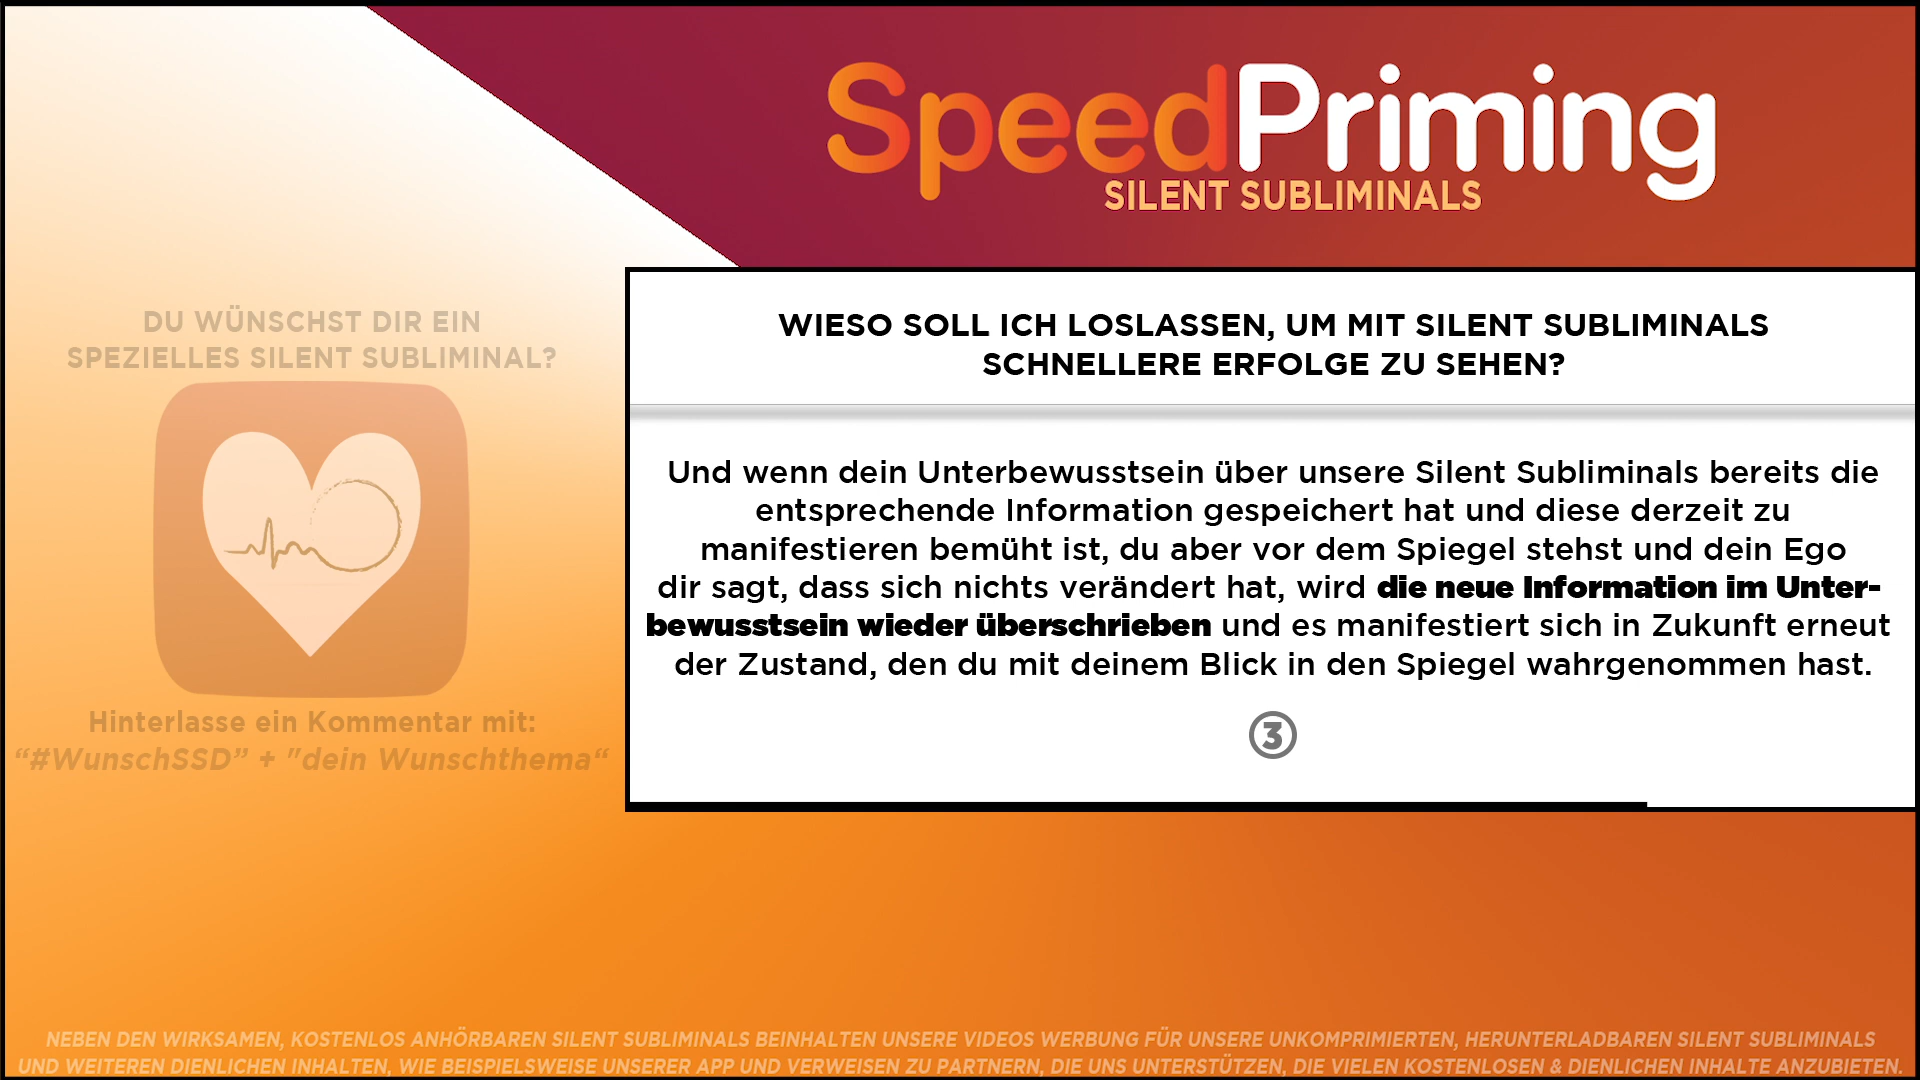 SpeedPriming
SILENT SUBLIMINALS
DU WÜNSCHST DIR EIN
SPEZIELLES SILENT SUBLIMINAL?
Hinterlasse ein Kommentar mit:
“#WunschSSD” + "dein Wunschthema“
WIESO SOLL ICH LOSLASSEN, UM MIT SILENT SUBLIMINALS
SCHNELLERE ERFOLGE ZU SEHEN?
Und wenn dein Unterbewusstsein über unsere Silent Subliminals bereits die
entsprechende Information gespeichert hat und diese derzeit zu
manifestieren bemüht ist, du aber vor dem Spiegel stehst und dein Ego
dir sagt, dass sich nichts verändert hat, wird die neue Information im Unter-
bewusstsein wieder überschrieben und es manifestiert sich in Zukunft erneut
der Zustand, den du mit deinem Blick in den Spiegel wahrgenommen hast.
3
NEBEN DEN WIRKSAMEN, KOSTENLOS ANHÖRBAREN SILENT SUBLIMINALS BEINHALTEN UNSERE VIDEOS WERBUNG FÜR UNSERE UNKOMPRIMIERTEN, HERUNTERLADBAREN SILENT SUBLIMINALS
UND WEITEREN DIENLICHEN INHALTEN, WIE BEISPIELSWEISE UNSERER APP UND VERWEISEN ZU PARTNERN, DIE UNS UNTERSTÜTZEN, DIE VIELEN KOSTENLOSEN & DIENLICHEN INHALTE ANZUBIETEN.